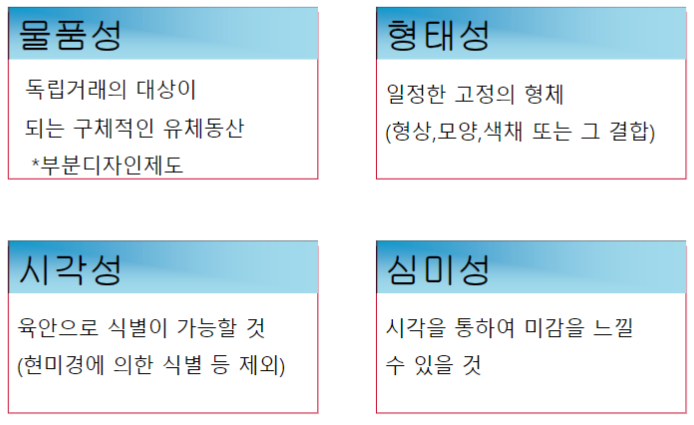 물품성
독립거래의 대상이
되는 구체적인 유체동산
*부분디자인제도
형태성
일정한 고정의 형체
(형상,모양,색채 또는 그 결합)
시각성
육안으로 식별이 가능할 것
(현미경에 의한 식별 등 제외)
심미성
시각을 통하여 미감을 느낄
수 있을 것